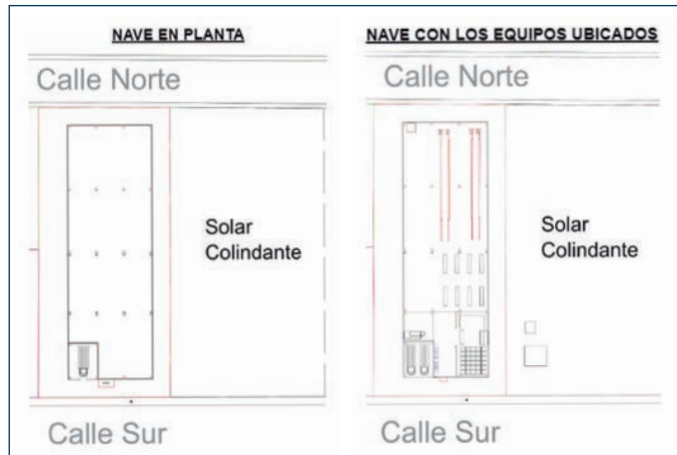 NAVE EN PLANTA
Calle Norte
Solar
Colindante
Calle Sur
NAVE CON LOS EQUIPOS UBICADOS
Calle Norte
Solar
Colindante
Calle Sur